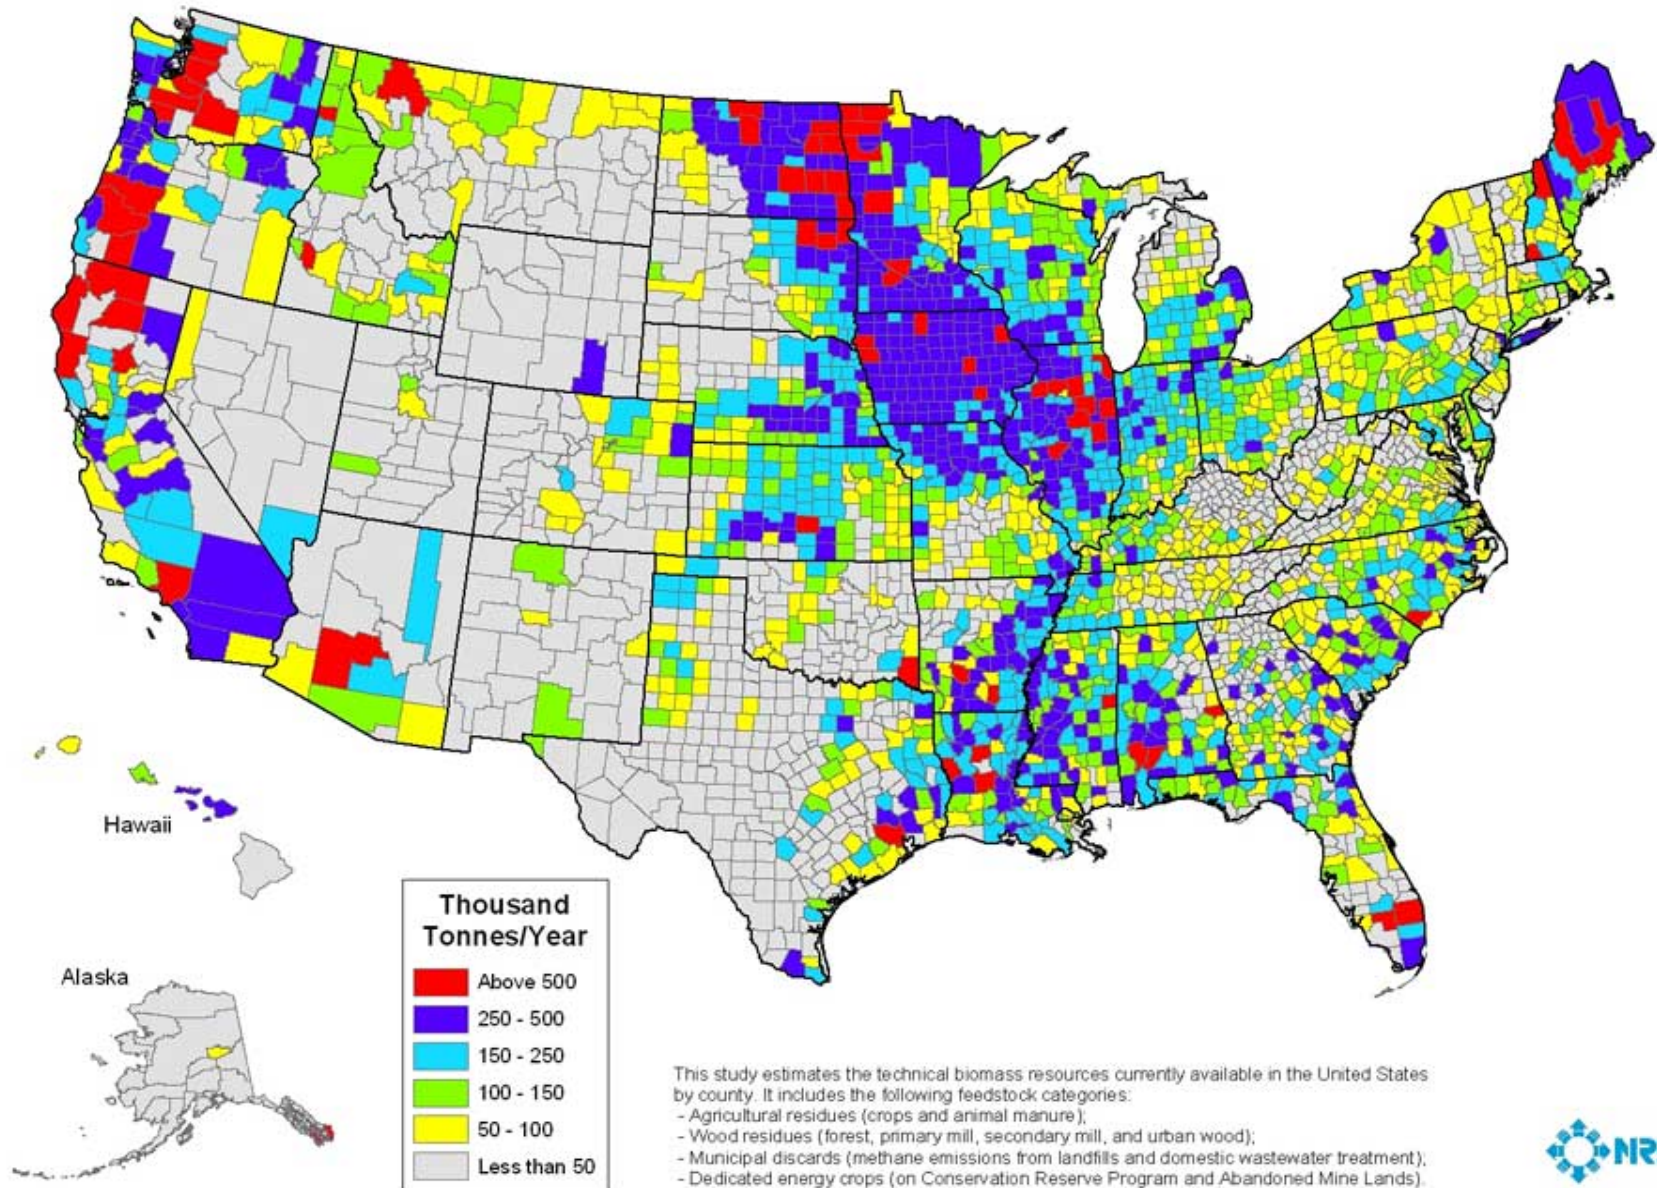 Hawaii
Alaska
Thousand
Tonnes/Year
Above 500
250 - 500
150 - 250
100 - 150
50 - 100
Less than 50
This study estimates the technical biomass resources currently available in the United States
by county. It includes the following feedstock categories:
- Agricultural residues (crops and animal manure);
- Wood residues (forest, primary mill, secondary mill, and urban wood);
- Municipal discards (methane emissions from landfills and domestic wastewater treatment);
- Dedicated energy crops (on Conservation Reserve Program and Abandoned Mine Lands).
NR